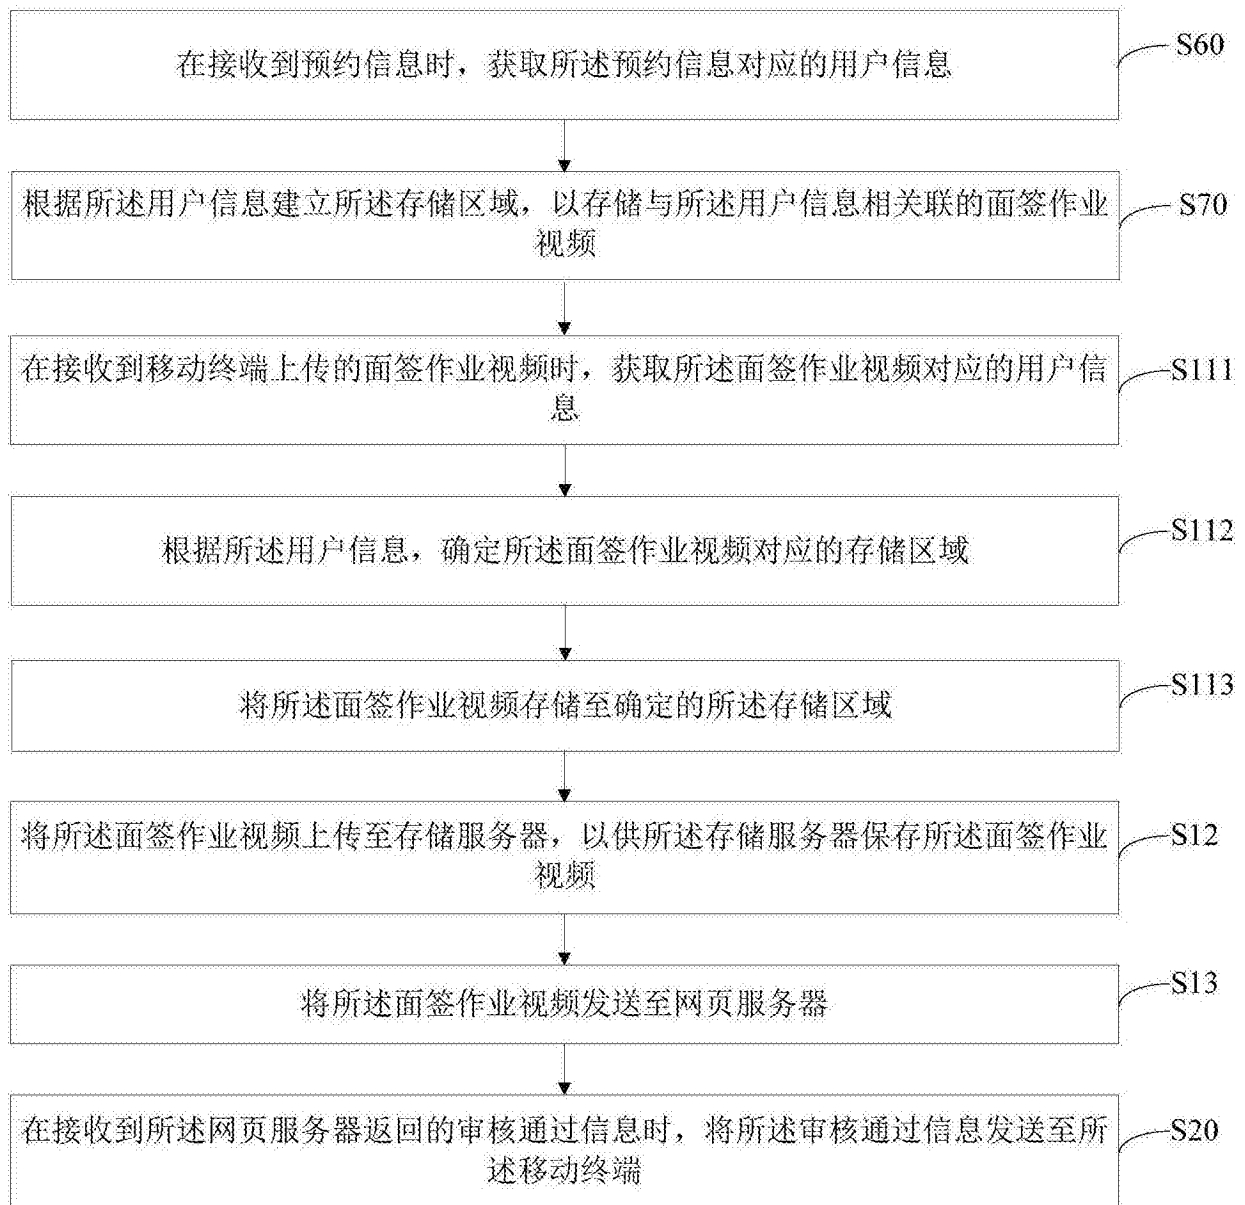 在接收到预约信息时，获取所述预约信息对应的用户信息
S60
根据所述用户信息建立所述存储区域，以存储与所述用户信息相关联的面签作业
视频
S70
在接收到移动终端上传的面签作业视频时，获取所述面签作业视频对应的用户信
息
S111
根据所述用户信息，确定所述面签作业视频对应的存储区域
S112
将所述面签作业视频存储至确定的所述存储区域
S113
将所述面签作业视频上传至存储服务器，以供所述存储服务器保存所述面签作业
视频
S12
将所述面签作业视频发送至网页服务器
S13
在接收到所述网页服务器返回的审核通过信息时，将所述审核通过信息发送至所
述移动终端
S20